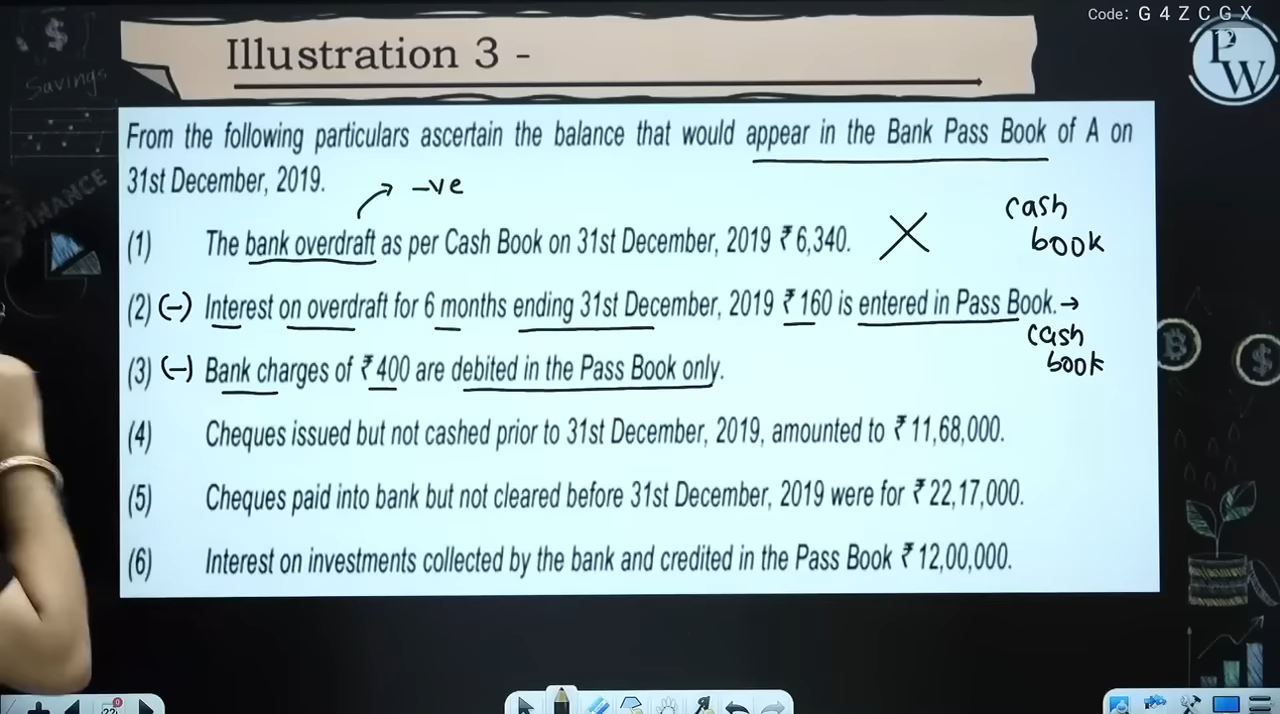 Code: G 4 Z C G X
Illustration 3 -
PW
Savings
FINANCE
From the following particulars ascertain the balance that would appear in the Bank Pass Book of A on
31st December, 2019.
-ve
(1) The bank overdraft as per Cash Book on 31st December, 2019 ₹ 6,340.
cash
book
(2) (-) Interest on overdraft for 6 months ending 31st December, 2019 ₹ 160 is entered in Pass Book. →
cash
book
(3) (-) Bank charges of ₹ 400 are debited in the Pass Book only.
(4) Cheques issued but not cashed prior to 31st December, 2019, amounted to ₹ 11,68,000.
(5) Cheques paid into bank but not cleared before 31st December, 2019 were for ₹ 22,17,000.
(6) Interest on investments collected by the bank and credited in the Pass Book ₹ 12,00,000.